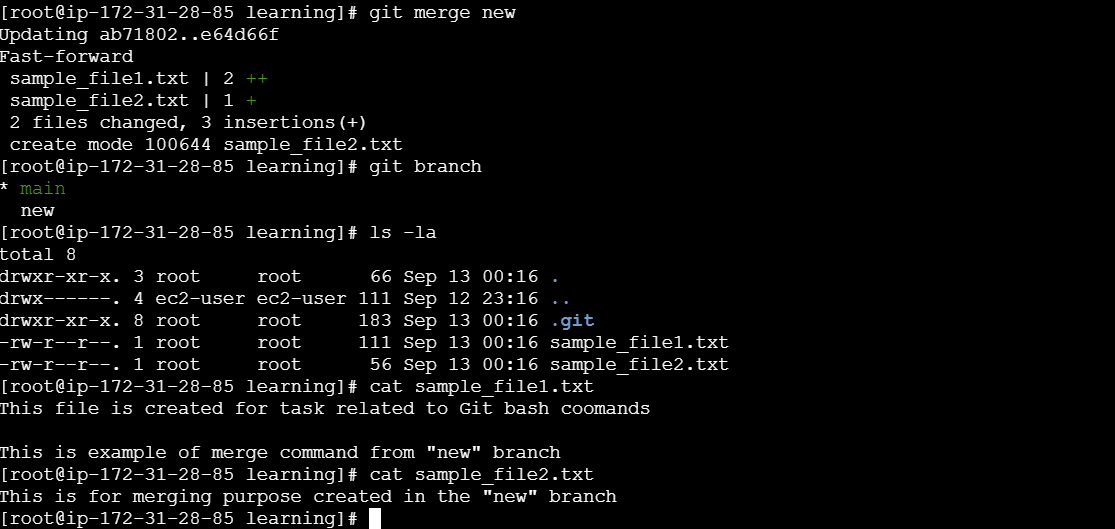 [root@ip-172-31-28-85 learning]# git merge new
Updating ab71802..e64d66f
Fast-forward
 sample_file1.txt | 2 ++
 sample_file2.txt | 1 +
 2 files changed, 3 insertions(+)
 create mode 100644 sample_file2.txt
[root@ip-172-31-28-85 learning]# git branch
* main
  new
[root@ip-172-31-28-85 learning]# ls -la
total 8
drwxr-xr-x. 3 root     root      66 Sep 13 00:16 .
drwx------. 4 ec2-user ec2-user 111 Sep 12 23:16 ..
drwxr-xr-x. 8 root     root     183 Sep 13 00:16 .git
-rw-r--r--. 1 root     root     111 Sep 13 00:16 sample_file1.txt
-rw-r--r--. 1 root     root      56 Sep 13 00:16 sample_file2.txt
[root@ip-172-31-28-85 learning]# cat sample_file1.txt
This file is created for task related to Git bash coomands

This is example of merge command from "new" branch
[root@ip-172-31-28-85 learning]# cat sample_file2.txt
This is for merging purpose created in the "new" branch
[root@ip-172-31-28-85 learning]#